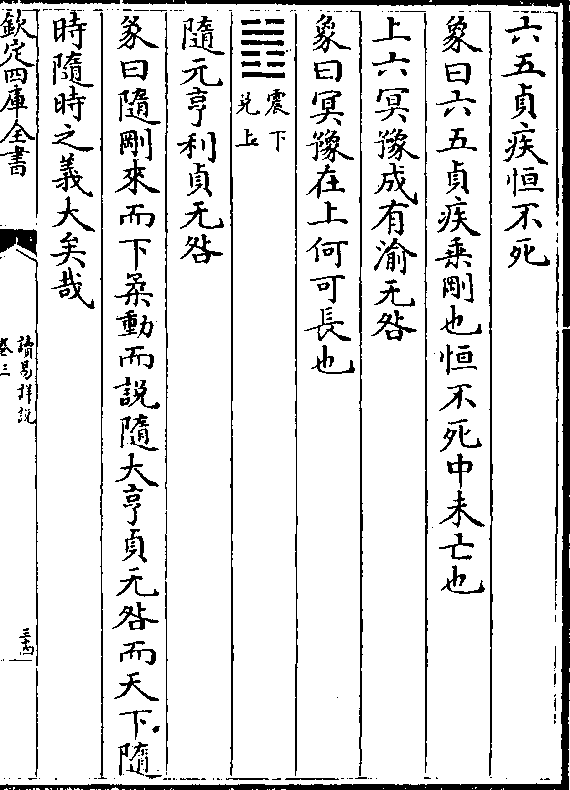 六五貞疾恒不死
象曰六五貞疾乗剛也恒不死中未亡也
上六冥豫成有渝无咎
象曰冥豫在上何可長也
䷐
震下
兌上
隨元亨利貞无咎
彖曰隨剛來而下柔動而說隨大亨貞无咎而天下隨
時隨時之義大矣哉
欽定四庫全書
讀易詳説
卷三
三十四